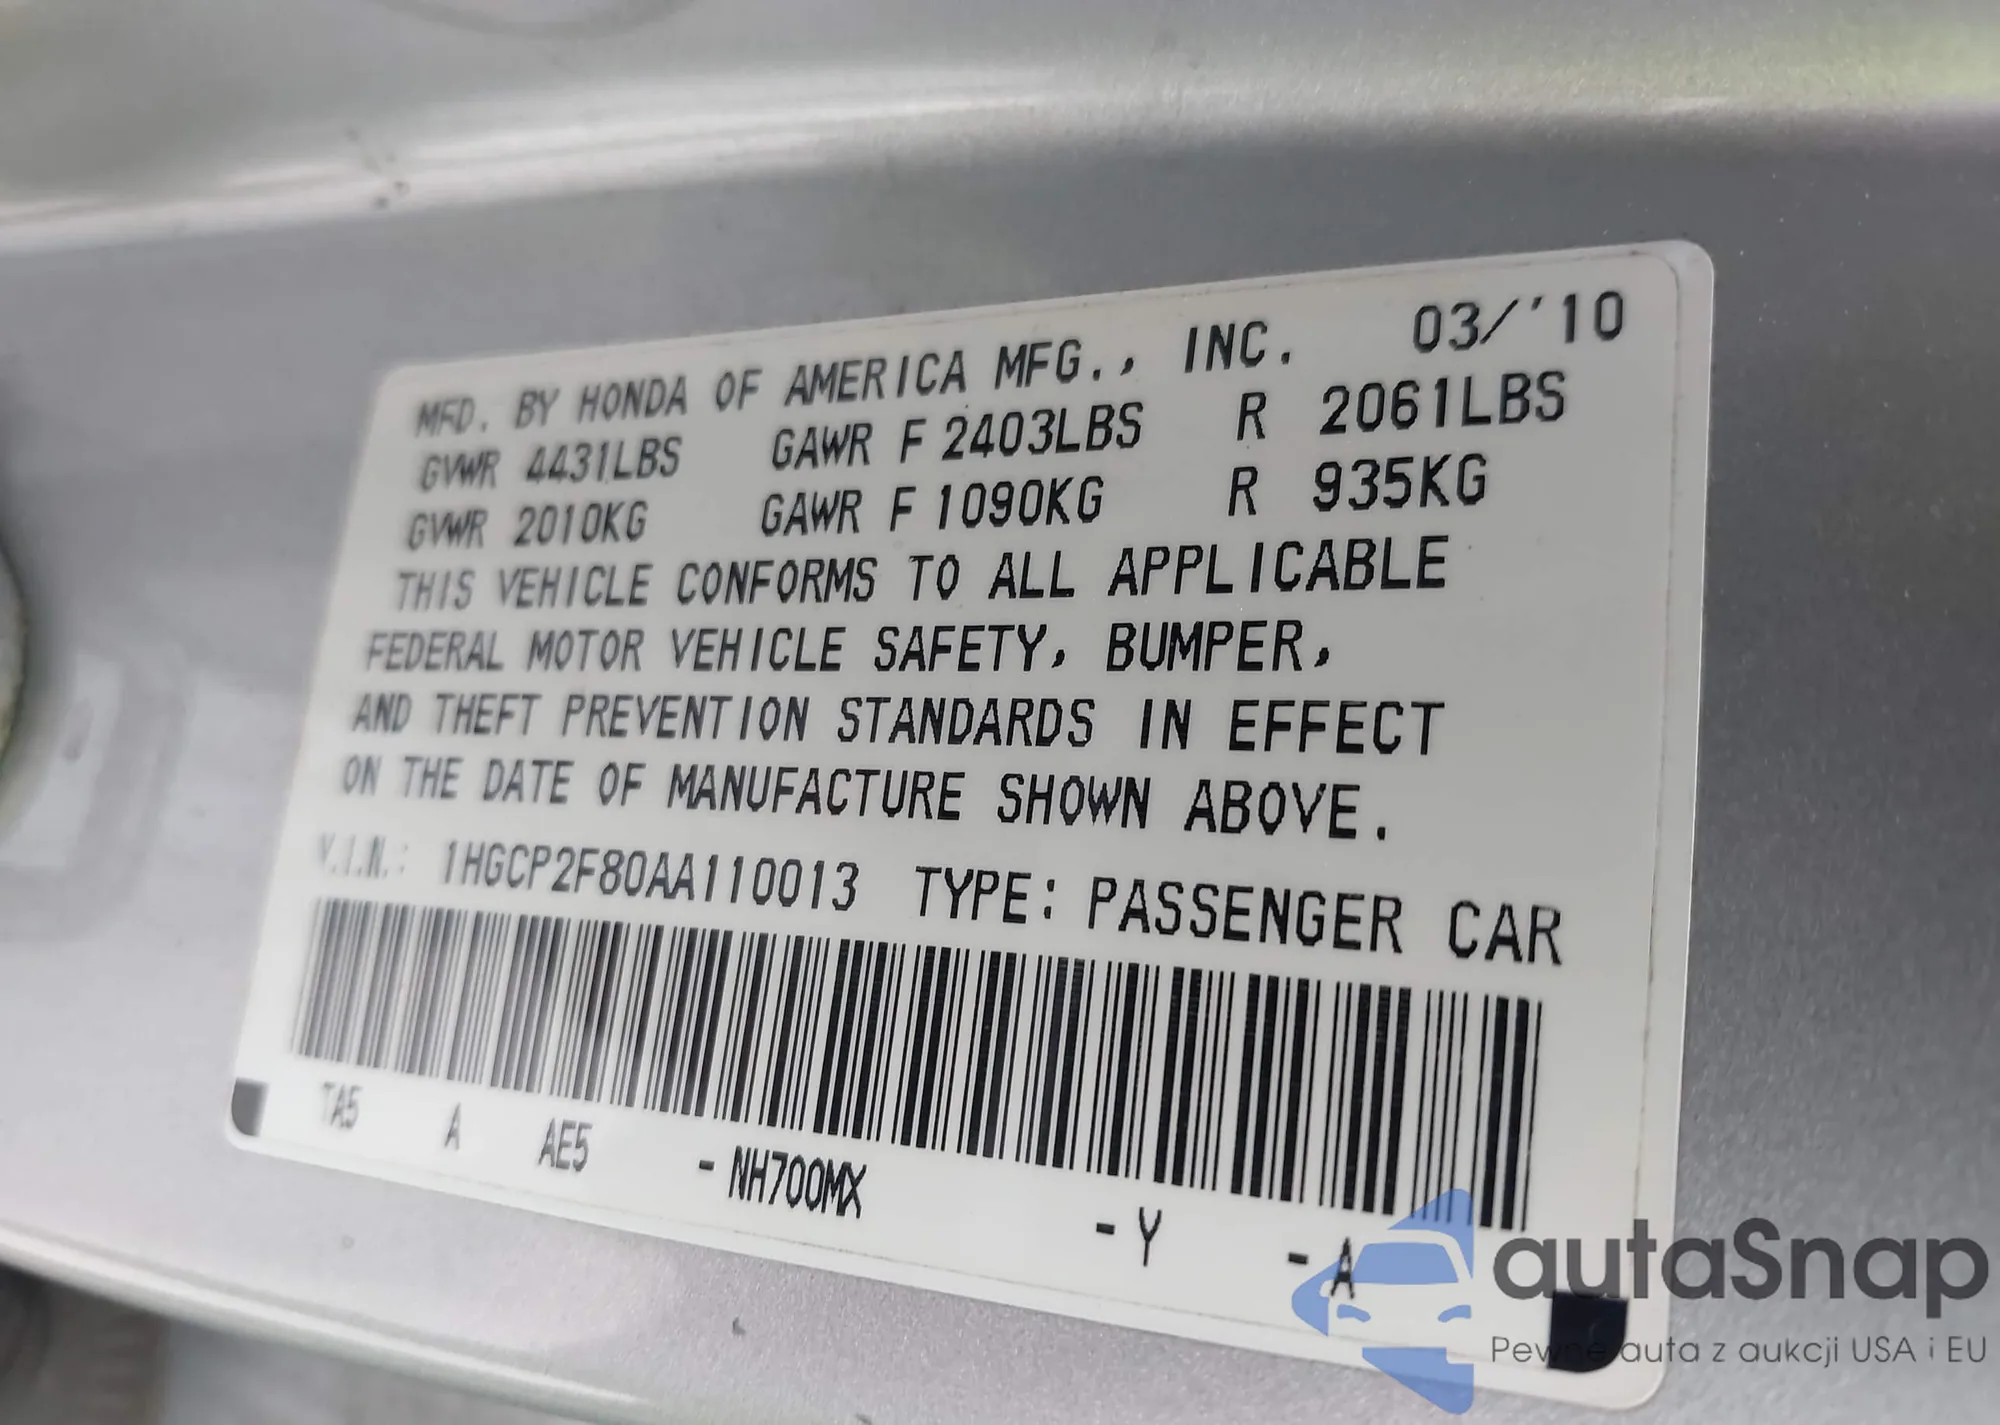 MFD. BY HONDA OF AMERICA MFG., INC. 03/'10
GVWR 4431LBS GAWR F 2403LBS R 2061LBS
GVWR 2010KG GAWR F 1090KG R 935KG
THIS VEHICLE CONFORMS TO ALL APPLICABLE
FEDERAL MOTOR VEHICLE SAFETY, BUMPER,
AND THEFT PREVENTION STANDARDS IN EFFECT
ON THE DATE OF MANUFACTURE SHOWN ABOVE.
V.I.N.: 1HGCP2F80AA110013 TYPE: PASSENGER CAR
TA5 A AE5 -NH700MX -Y -A
autaSnap
Pewne auta z aukcji USA i EU